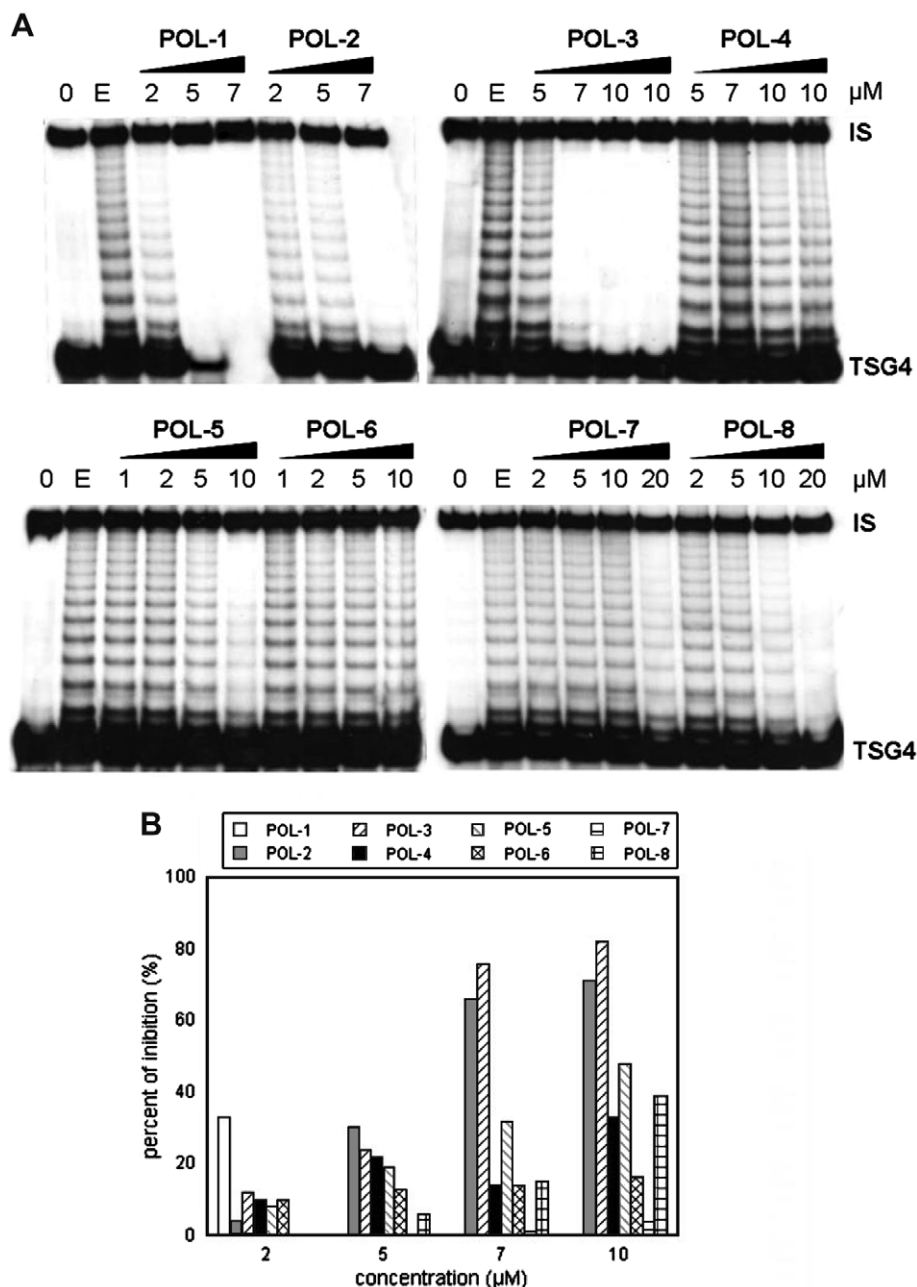 A
POL-1 POL-2 POL-3 POL-4
0 E 2 5 7 2 5 7 0 E 5 7 10 10 5 7 10 10 µM
IS
TSG4
POL-5 POL-6 POL-7 POL-8
0 E 1 2 5 10 1 2 5 10 0 E 2 5 10 20 2 5 10 20 µM
IS
TSG4
B
POL-1 POL-3 POL-5 POL-7
POL-2 POL-4 POL-6 POL-8
100
80
60
40
20
0
percent of inibition (%)
2 5 7 10
concentration (µM)